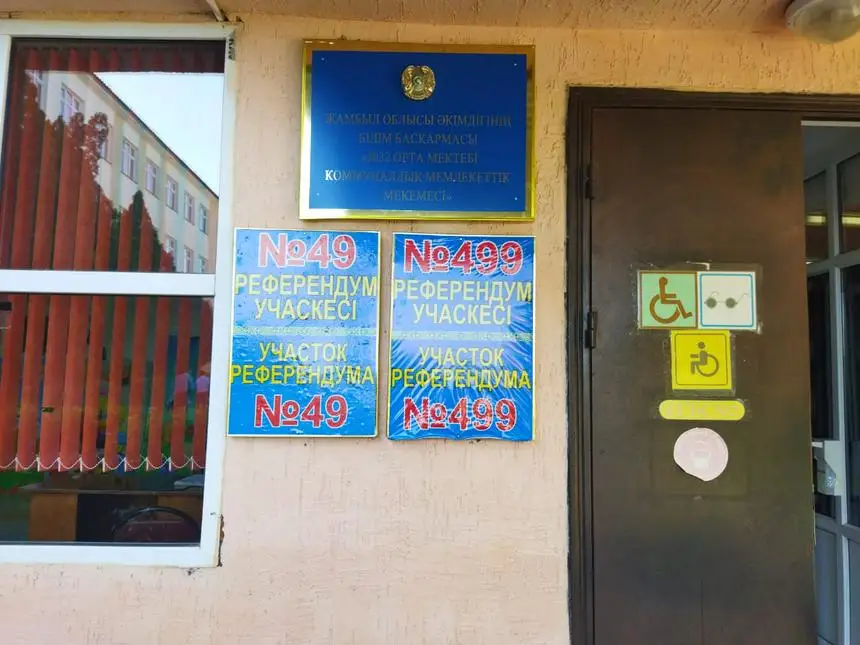 ЖАМБЫЛ ОБЛЫСЫ ӘКІМДІГІНІҢ
БІЛІМ БАСҚАРМАСЫ
ОРТА МЕКТЕБІ
КОММУНАЛДЫҚ МЕМЛЕКЕТТІК
МЕКЕМЕСІ»
№49
РЕФЕРЕНДУМ
УЧАСКЕСІ
УЧАСТОК
РЕФЕРЕНДУМА
№49
№499
РЕФЕРЕНДУМ
УЧАСКЕСІ
УЧАСТОК
РЕФЕРЕНДУМА
№499